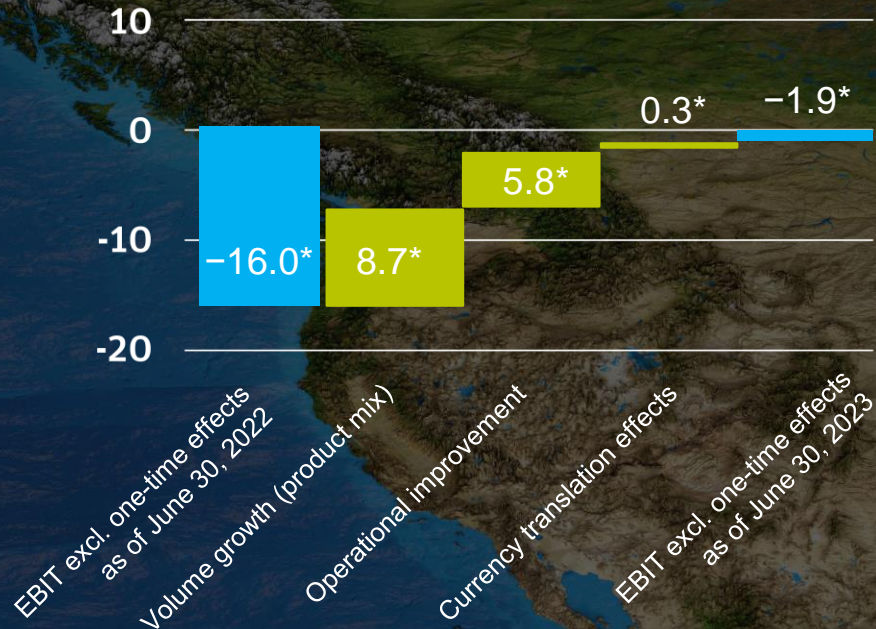 10
0
-10
-20
−16.0*
8.7*
5.8*
0.3*
−1.9*
EBIT excl. one-time effects
as of June 30, 2022
Volume growth (product mix)
Operational improvement
Currency translation effects
EBIT excl. one-time effects
as of June 30, 2023